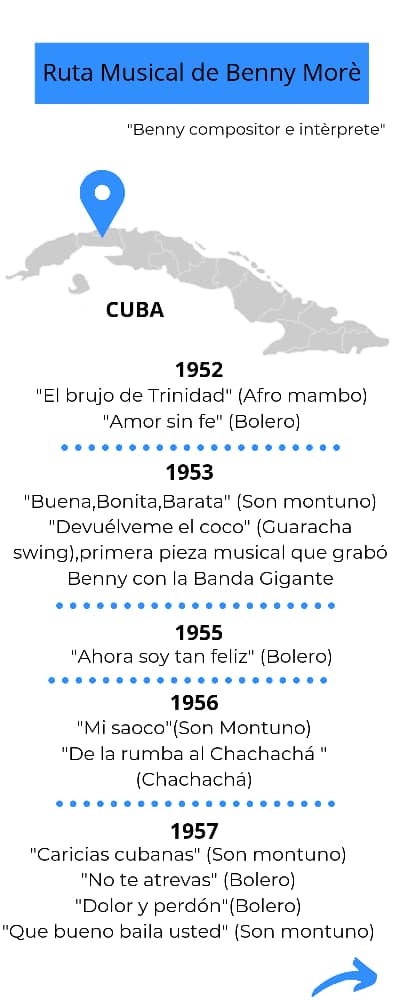 Ruta Musical de Benny Morè
"Benny compositor e intèrprete"
CUBA
1952
"El brujo de Trinidad" (Afro mambo)
"Amor sin fe" (Bolero)
1953
"Buena,Bonita,Barata" (Son montuno)
"Devuélveme el coco" (Guaracha
swing),primera pieza musical que grabó
Benny con la Banda Gigante
1955
"Ahora soy tan feliz" (Bolero)
1956
"Mi saoco"(Son Montuno)
"De la rumba al Chachachá "
(Chachachá)
1957
"Caricias cubanas" (Son montuno)
"No te atrevas" (Bolero)
"Dolor y perdón"(Bolero)
"Que bueno baila usted" (Son montuno)